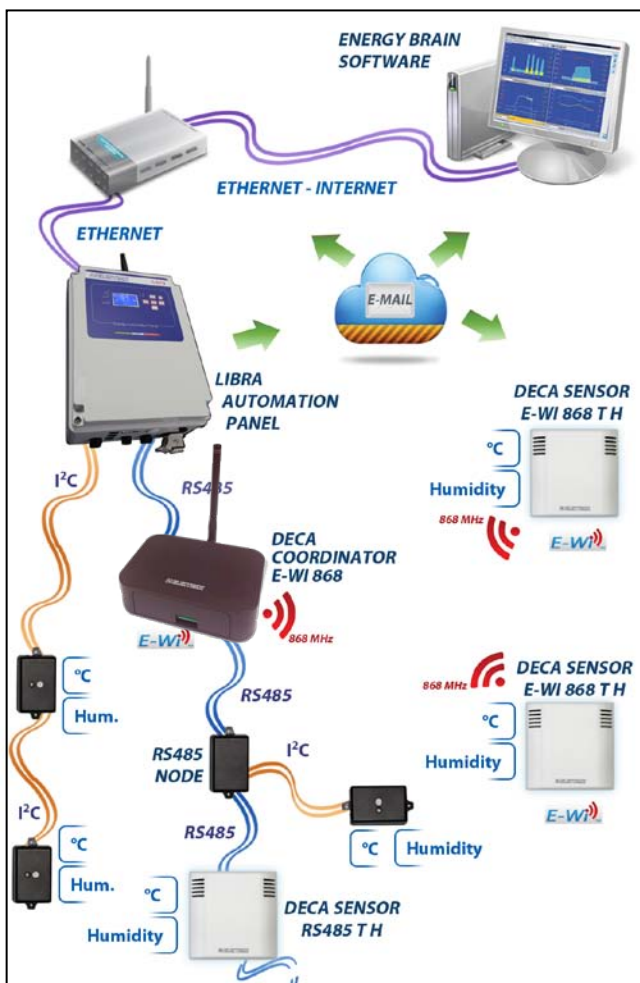 ENERGY BRAIN
SOFTWARE
ETHERNET - INTERNET
ETHERNET
E-MAIL
LIBRA
AUTOMATION
PANEL
DECA SENSOR
E-WI 868 T H
°C
Humidity
868 MHz
E-Wi
I²C
RS485
DECA
COORDINATOR
E-WI 868
868 MHz
E-Wi
°C
Hum.
RS485
DECA SENSOR
E-WI 868 T H
868 MHz
°C
Humidity
E-Wi
RS485
NODE
I²C
I²C
°C
Hum.
RS485
°C
Humidity
°C
Humidity
DECA SENSOR
RS485 T H